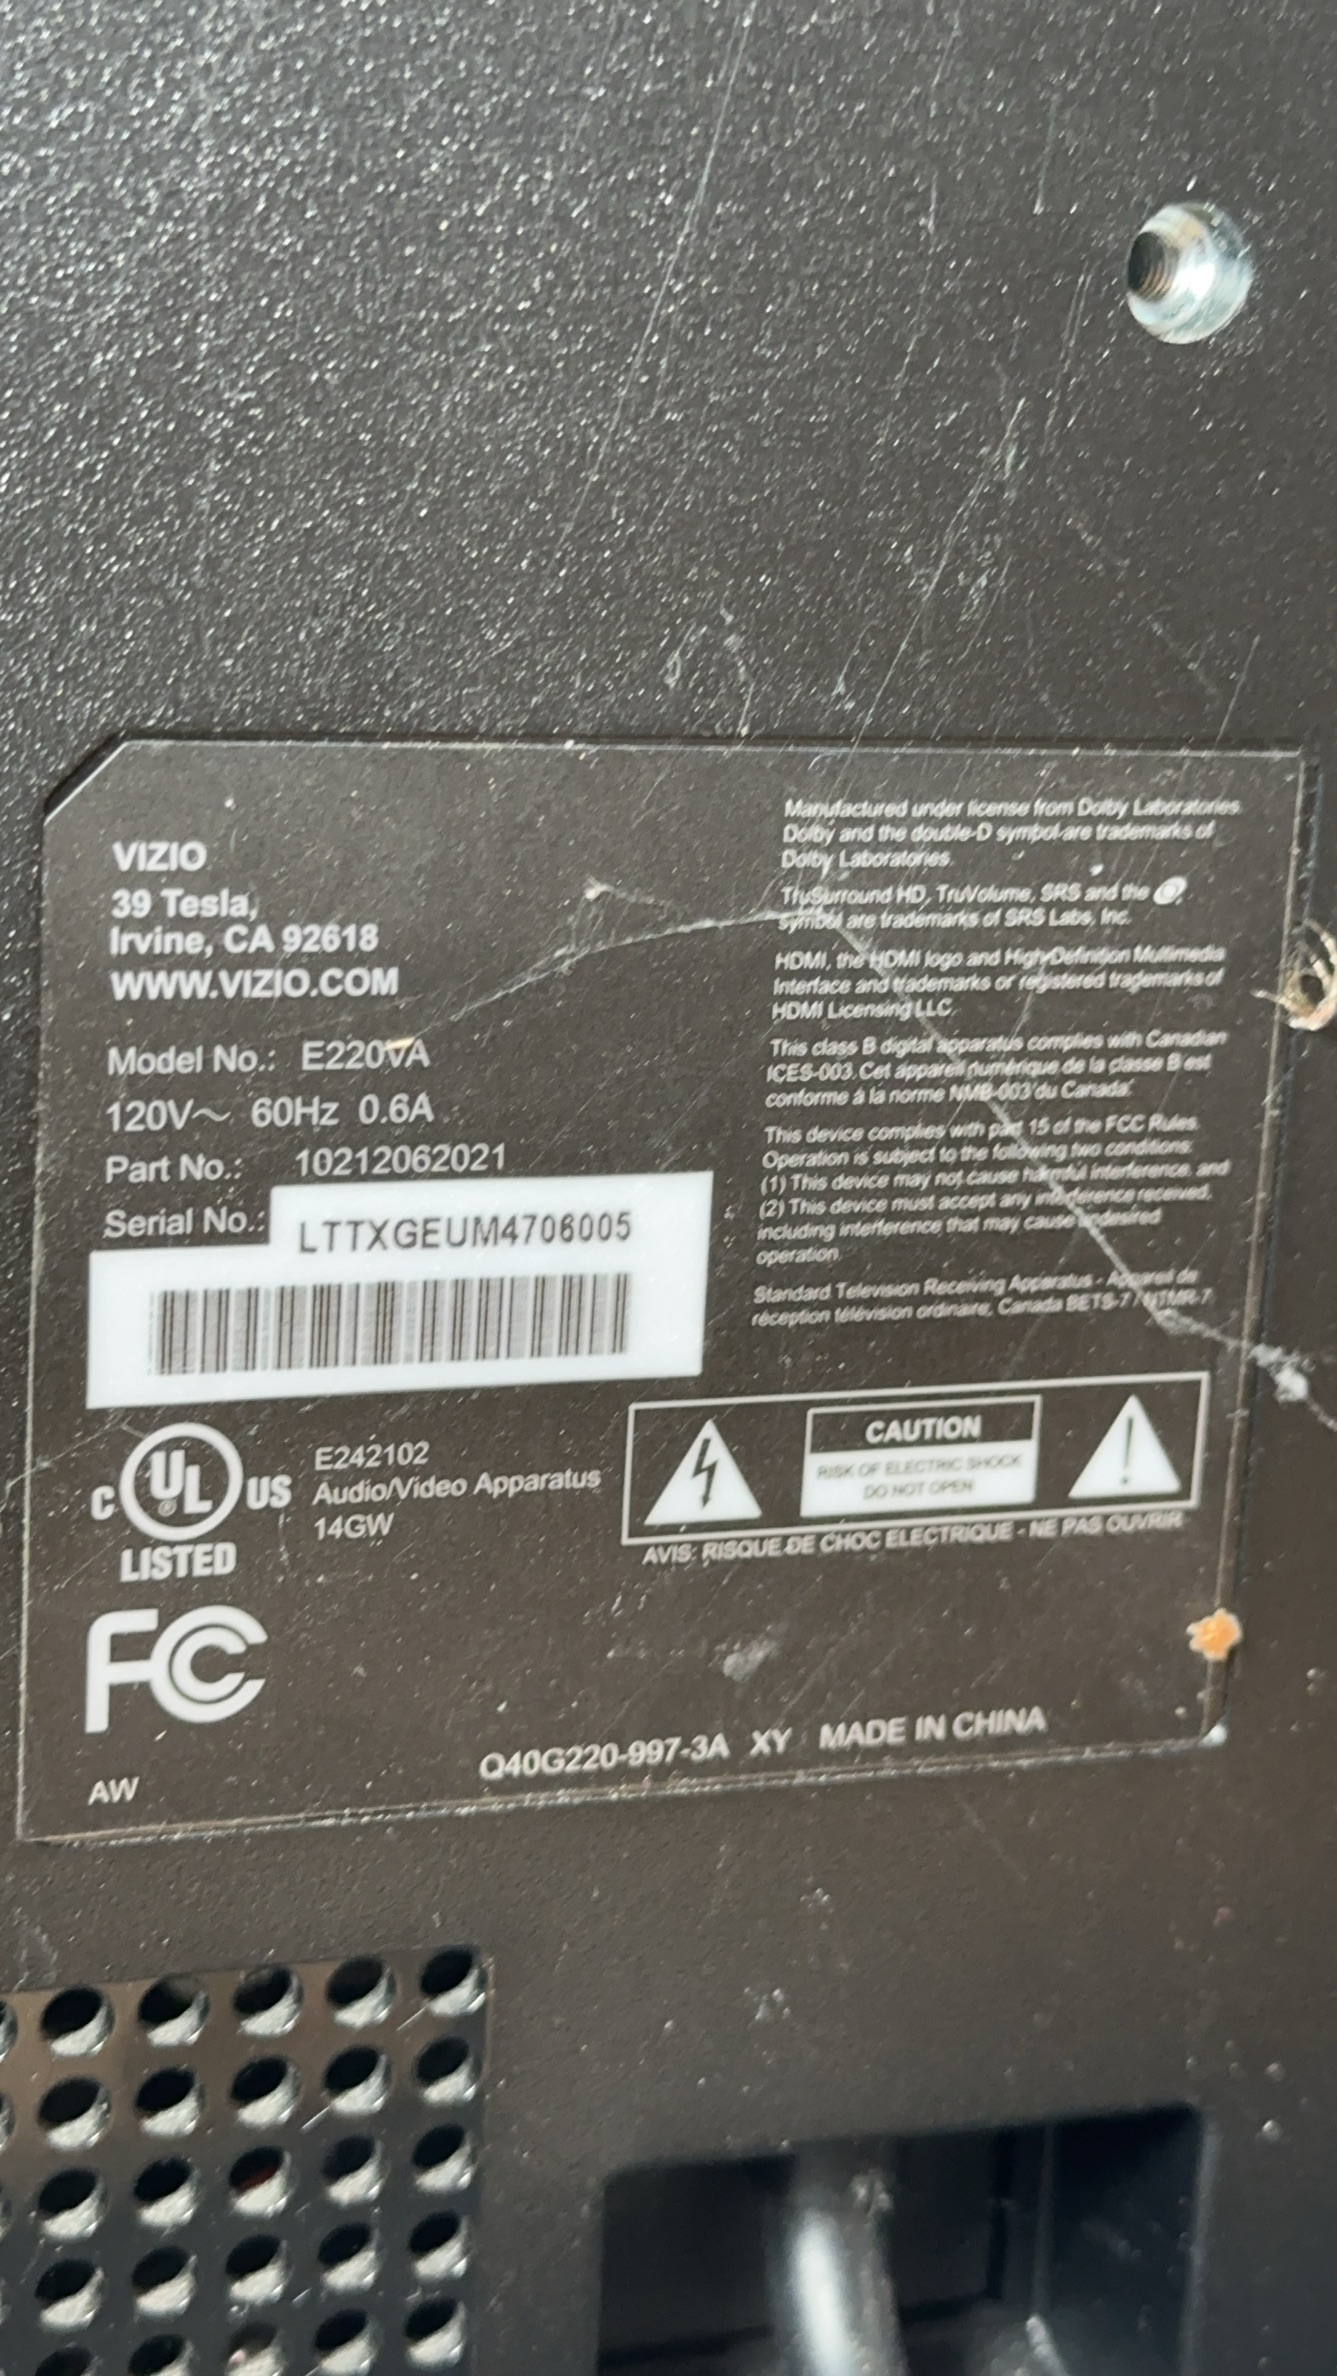 VIZIO
39 Tesla,
Irvine, CA 92618
WWW.VIZIO.COM
Model No.: E220VA
120V~ 60Hz 0.6A
Part No.: 10212062021
Serial No.: LTTXGEUM4706005
C UL ® US
LISTED
E242102
Audio/Video Apparatus
14GW
FC
AW
Manufactured under license from Dolby Laboratories.
Dolby and the double-D symbol are trademarks of
Dolby Laboratories.
TruSurround HD, TruVolume, SRS and the
symbol are trademarks of SRS Labs, Inc.
HDMI, the HDMI logo and High-Definition Multimedia
Interface and trademarks or registered trademarks of
HDMI Licensing LLC.
This class B digital apparatus complies with Canadian
ICES-003. Cet appareil numérique de la classe B est
conforme à la norme NMB-003 du Canada.
This device complies with part 15 of the FCC Rules.
Operation is subject to the following two conditions:
(1) This device may not cause harmful interference, and
(2) This device must accept any interference received,
including interference that may cause undesired
operation.
Standard Television Receiving Apparatus - Appareil de
réception télévision ordinaire, Canada BETS-7 / NTMR-7
CAUTION
RISK OF ELECTRIC SHOCK
DO NOT OPEN
AVIS: RISQUE DE CHOC ELECTRIQUE - NE PAS OUVRIR
Q40G220-997-3A XY MADE IN CHINA